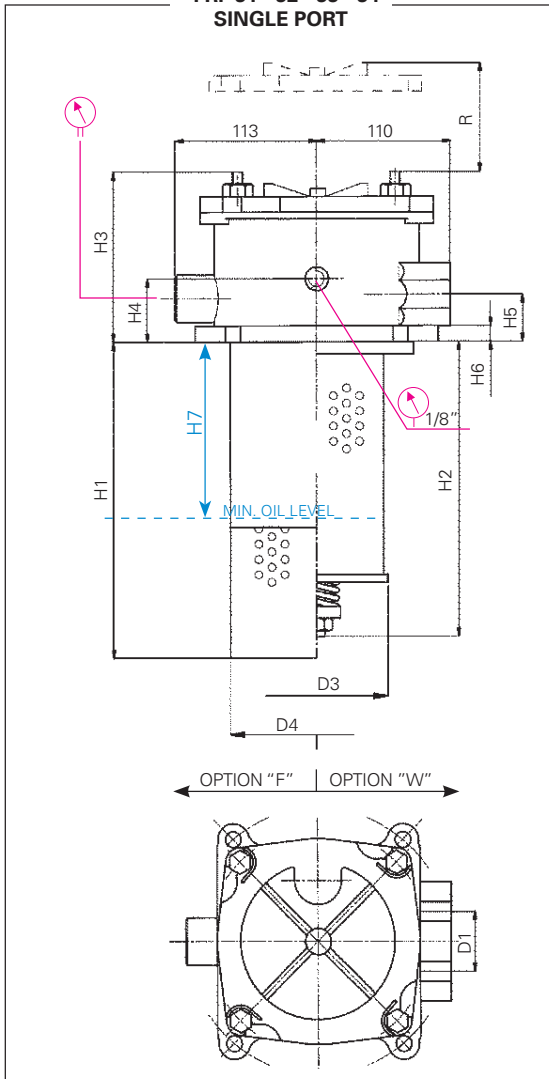 SINGLE PORT
113
110
R
H3
H4
H5
H6
1/8"
H7
H1
H2
MIN. OIL LEVEL
D3
D4
OPTION "F"
OPTION "W"
D1